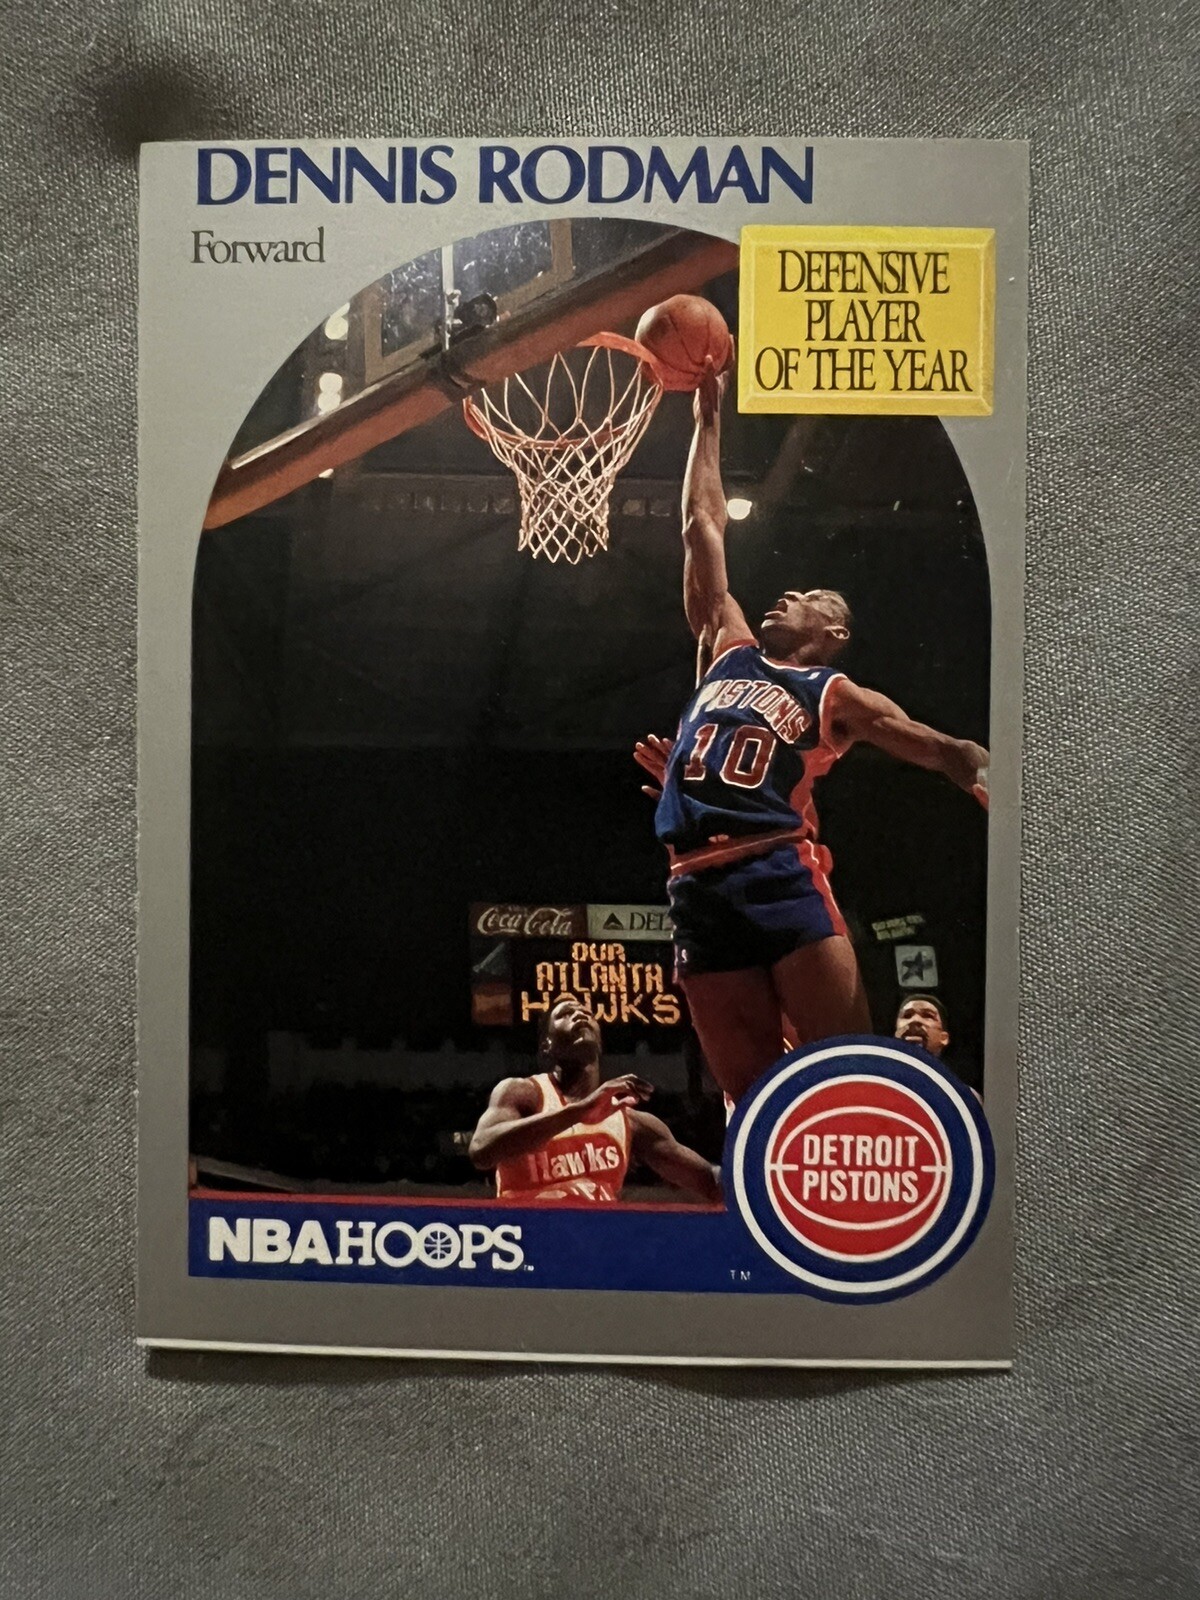 DENNIS RODMAN
Forward
DEFENSIVE
PLAYER
OF THE YEAR
PISTONS
10
Coca-Cola
DEL
OUR
ATLANTA
HAWKS
Hawks
DETROIT
PISTONS
NBA HOOPS
TM